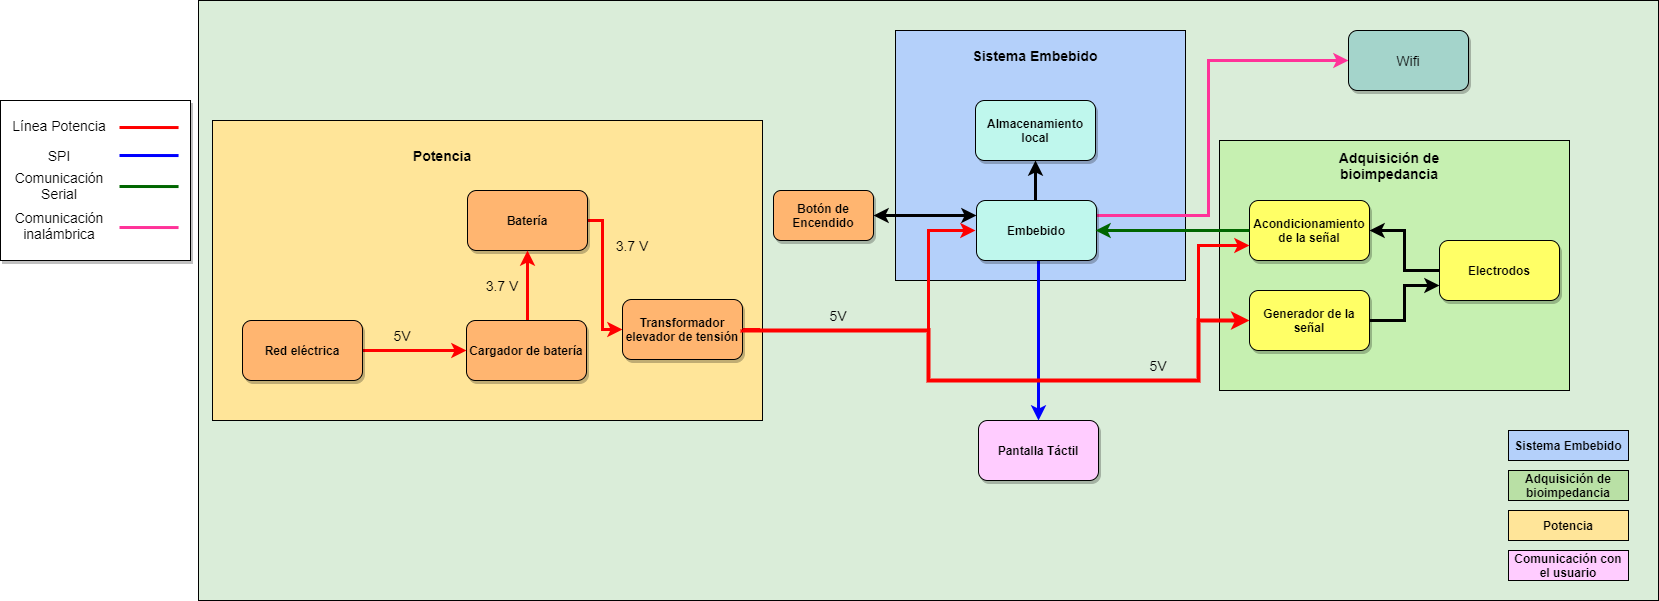 Línea Potencia
SPI
Comunicación
Serial
Comunicación
inalámbrica
Potencia
Batería
3.7 V
3.7 V
Red eléctrica
5V
Cargador de batería
Transformador
elevador de tensión
5V
Botón de
Encendido
Sistema Embebido
Almacenamiento
local
Embebido
Pantalla Táctil
Wifi
Adquisición de
bioimpedancia
Acondicionamiento
de la señal
Electrodos
Generador de la
señal
5V
Sistema Embebido
Adquisición de
bioimpedancia
Potencia
Comunicación con
el usuario